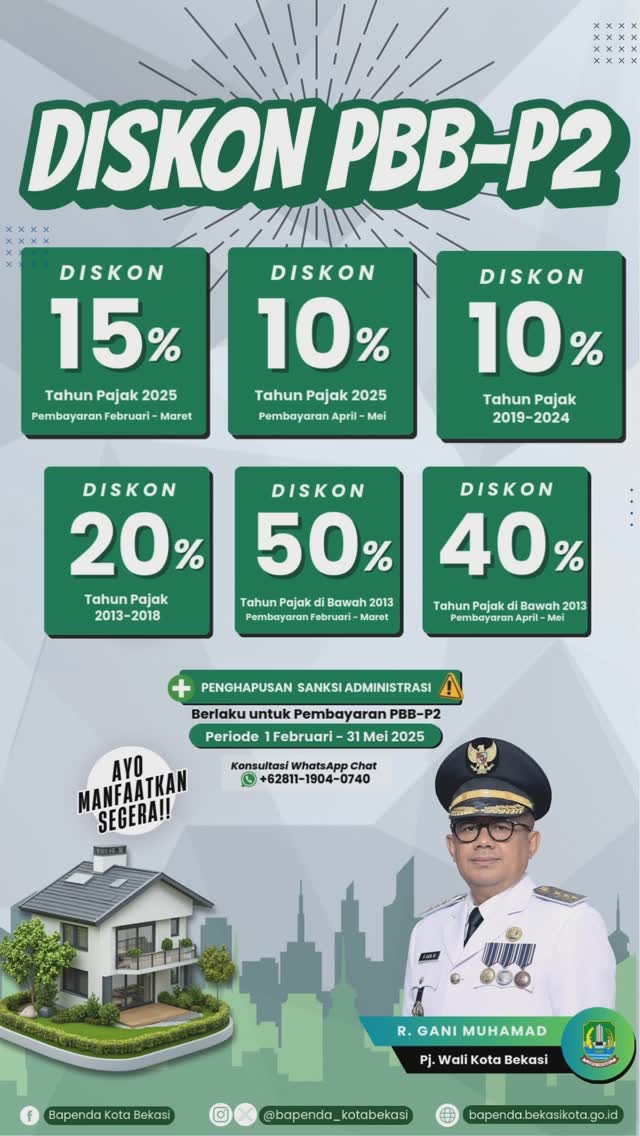 DISKON PBB-P2
DISKON
15%
Tahun Pajak 2025
Pembayaran Februari - Maret
DISKON
10%
Tahun Pajak 2025
Pembayaran April - Mei
DISKON
10%
Tahun Pajak
2019-2024
DISKON
20%
Tahun Pajak
2013-2018
DISKON
50%
Tahun Pajak di Bawah 2013
Pembayaran Februari - Maret
DISKON
40%
Tahun Pajak di Bawah 2013
Pembayaran April - Mei
PENGHAPUSAN SANKSI ADMINISTRASI
Berlaku untuk Pembayaran PBB-P2
Periode 1 Februari - 31 Mei 2025
Konsultasi WhatsApp Chat
+62811-1904-0740
AYO
MANFAATKAN
SEGERA!!
R. GANI MUHAMAD
Pj. Wali Kota Bekasi
Bapenda Kota Bekasi
@bapenda_kotabekasi
bapenda.bekasikota.go.id